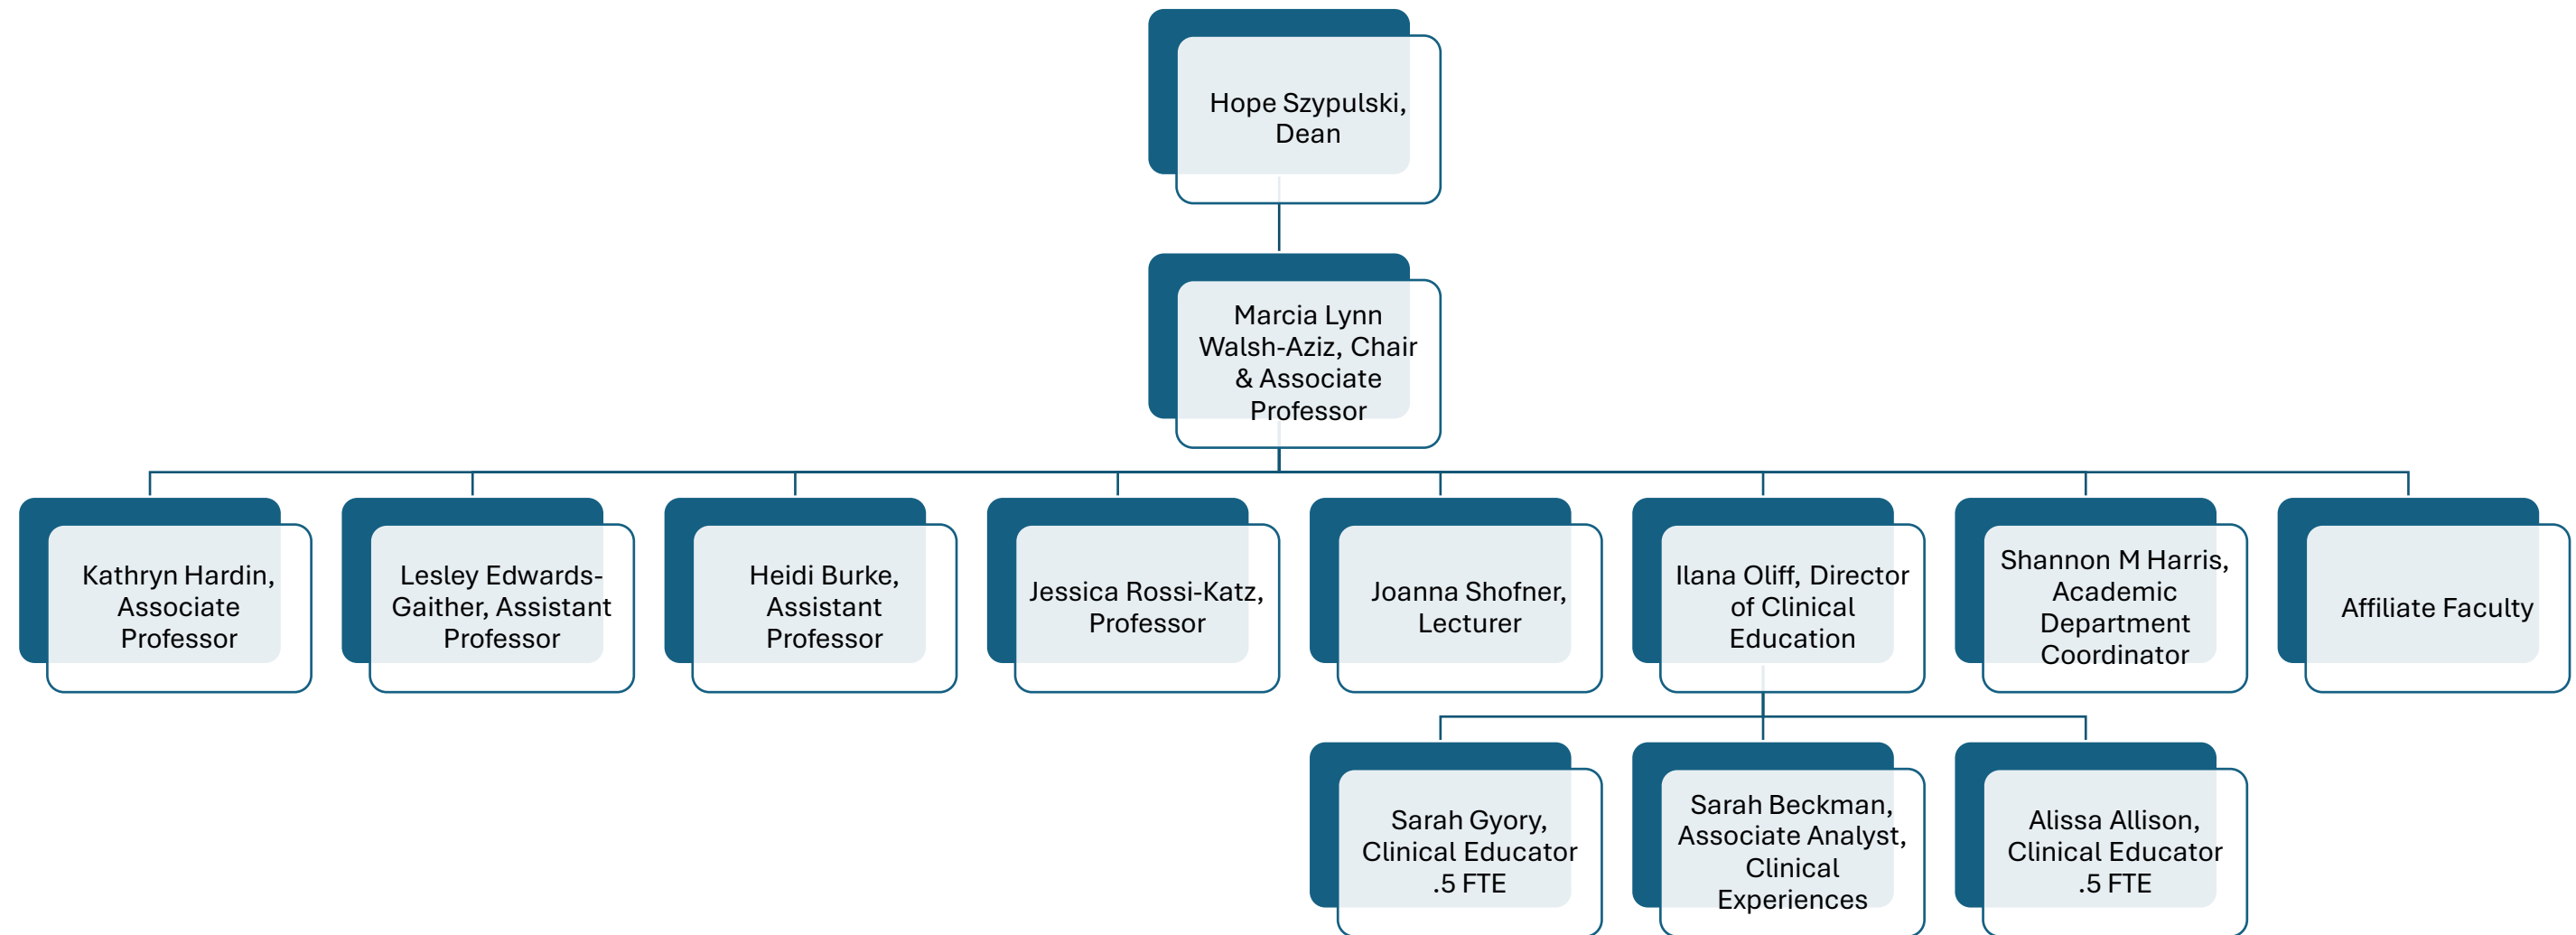 Hope Szypulski,
Dean
Marcia Lynn
Walsh-Aziz, Chair
& Associate
Professor
Kathryn Hardin,
Associate
Professor
Lesley Edwards-
Gaither, Assistant
Professor
Heidi Burke,
Assistant
Professor
Jessica Rossi-Katz,
Professor
Joanna Shofner,
Lecturer
Ilana Oliff, Director
of Clinical
Education
Shannon M Harris,
Academic
Department
Coordinator
Affiliate Faculty
Sarah Gyory,
Clinical Educator
.5 FTE
Sarah Beckman,
Associate Analyst,
Clinical
Experiences
Alissa Allison,
Clinical Educator
.5 FTE